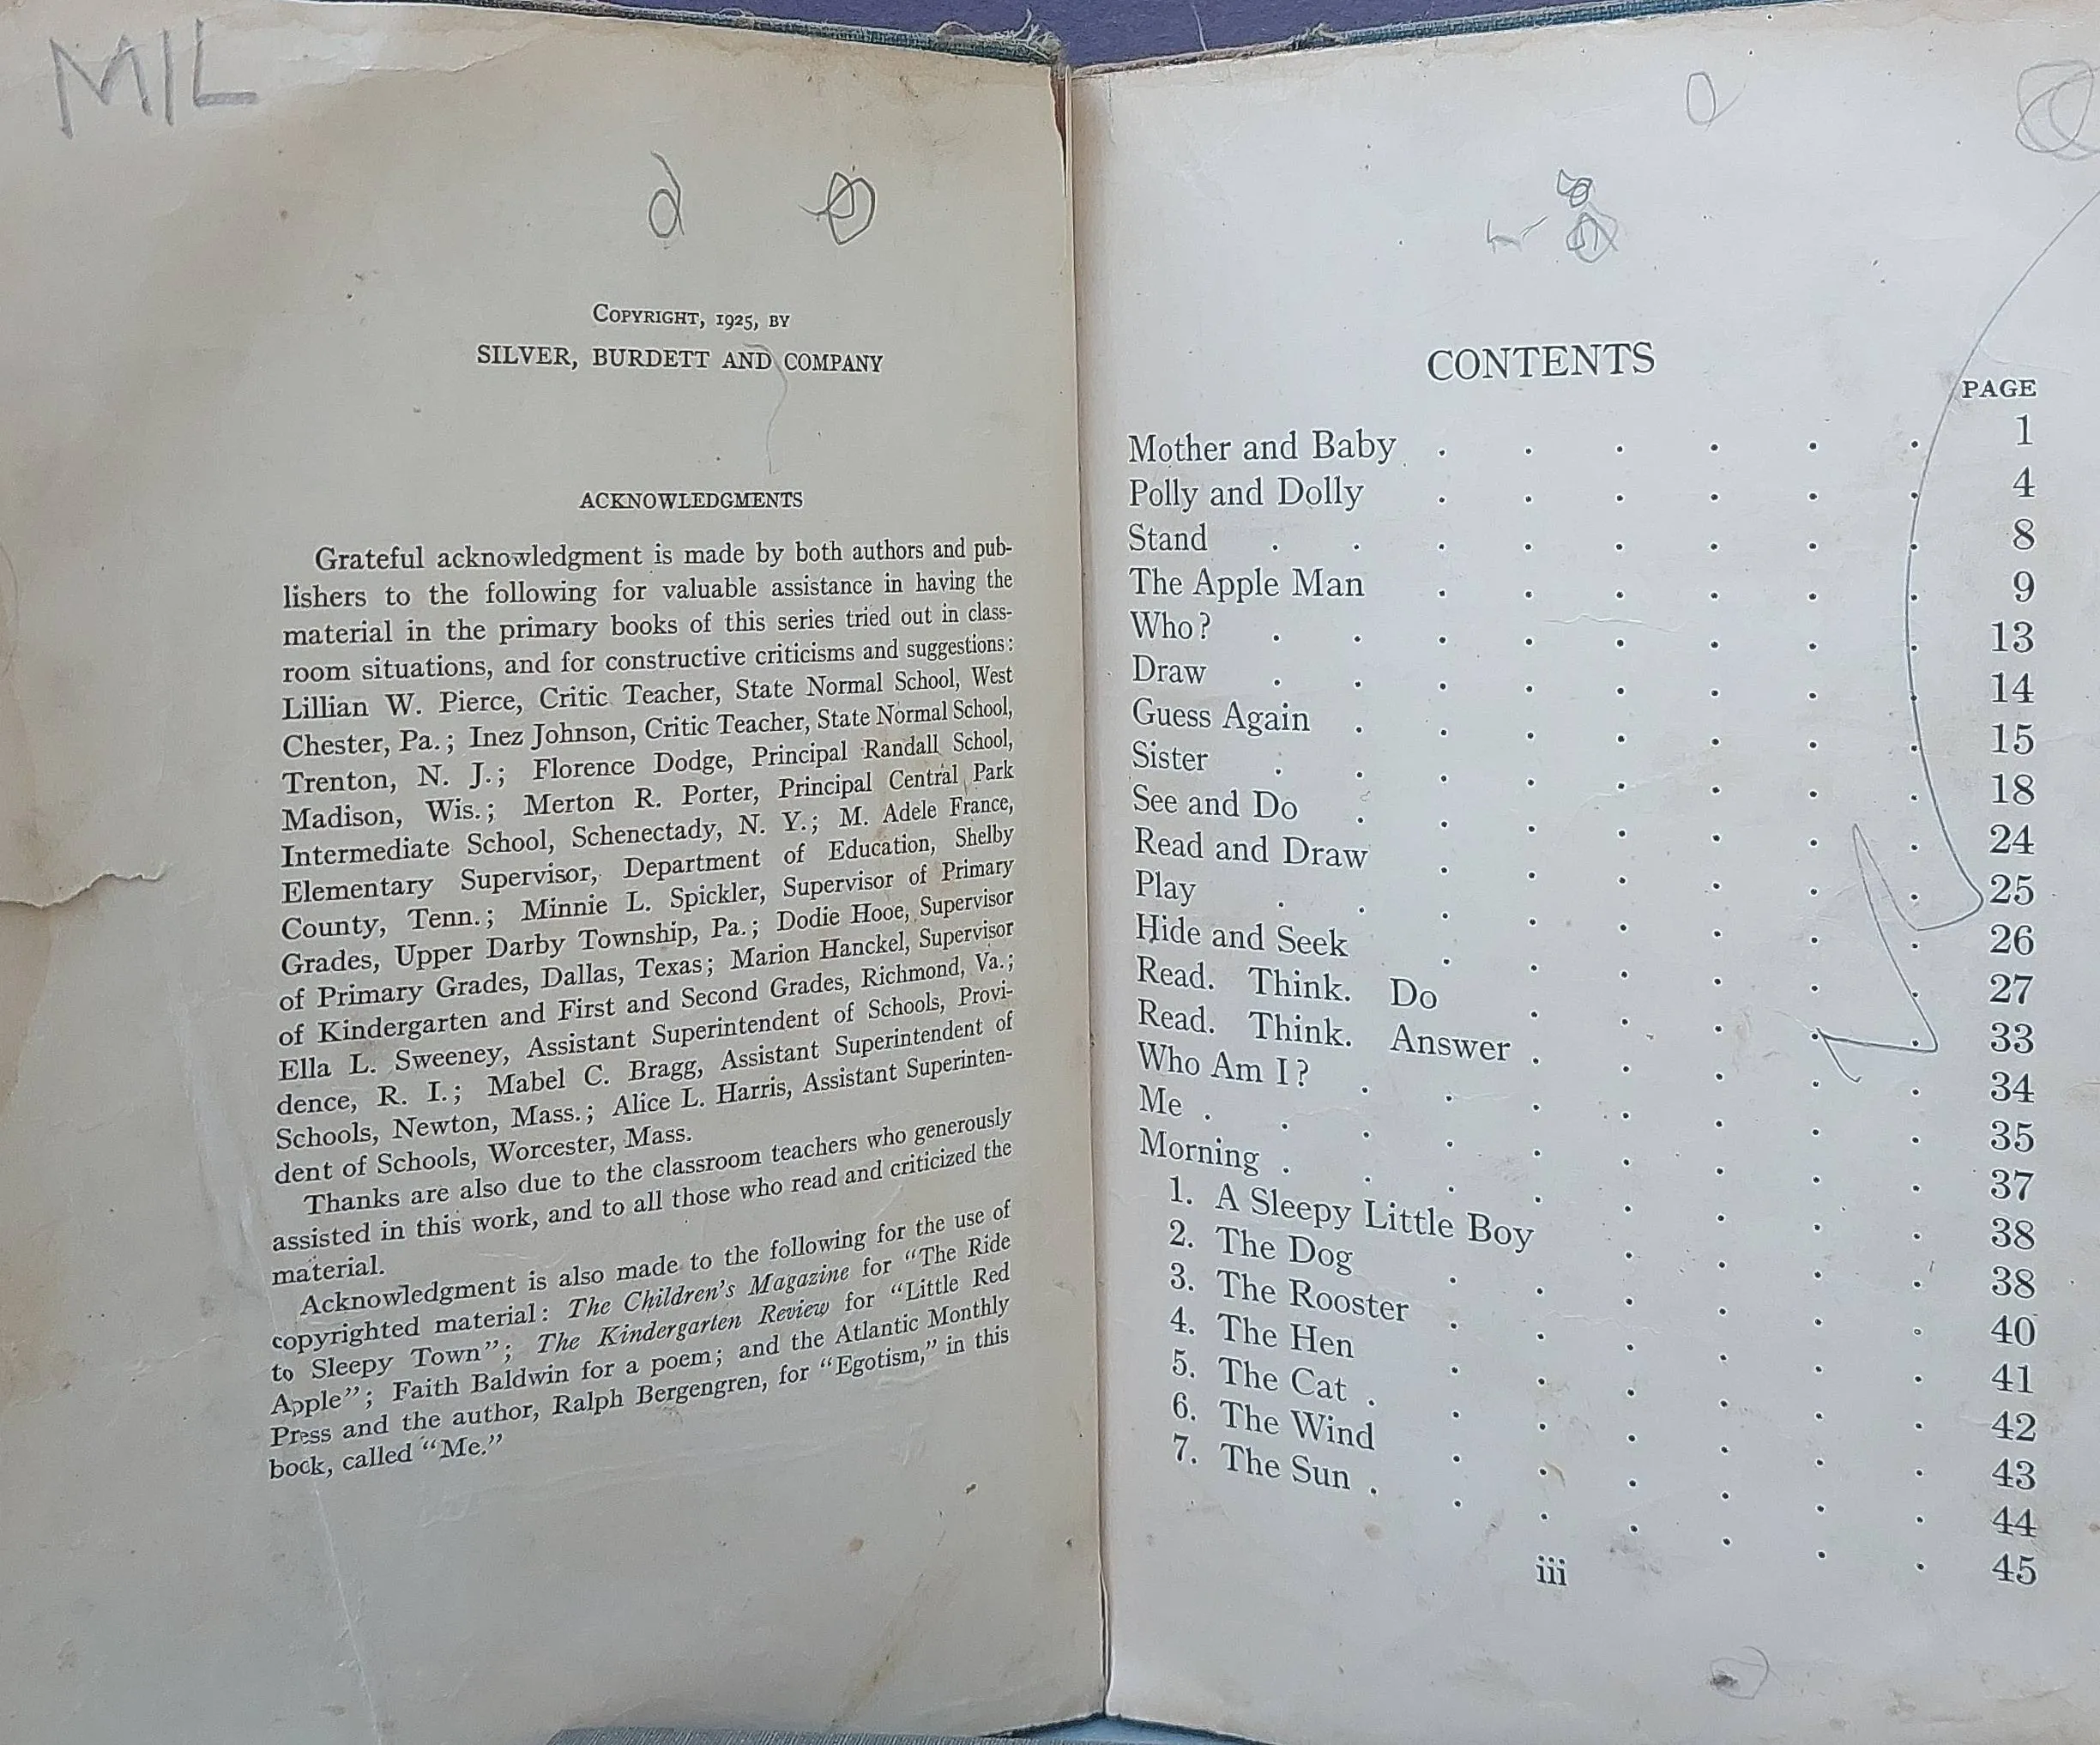 MIL
COPYRIGHT, 1925, BY
SILVER, BURDETT AND COMPANY
ACKNOWLEDGMENTS
Grateful acknowledgment is made by both authors and pub-
lishers to the following for valuable assistance in having the
material in the primary books of this series tried out in class-
room situations, and for constructive criticisms and suggestions:
Lillian W. Pierce, Critic Teacher, State Normal School, West
Chester, Pa.; Inez Johnson, Critic Teacher, State Normal School,
Trenton, N. J.; Florence Dodge, Principal Randall School,
Madison, Wis.; Merton R. Porter, Principal Central Park
Intermediate School, Schenectady, N. Y.; M. Adele France,
Elementary Supervisor, Department of Education, Shelby
County, Tenn.; Minnie L. Spickler, Supervisor of Primary
Grades, Upper Darby Township, Pa.; Dodie Hooe, Supervisor
of Primary Grades, Dallas, Texas; Marion Hanckel, Supervisor
of Kindergarten and First and Second Grades, Richmond, Va.;
Ella L. Sweeney, Assistant Superintendent of Schools, Provi-
dence, R. I.; Mabel C. Bragg, Assistant Superintendent of
Schools, Newton, Mass.; Alice L. Harris, Assistant Superinten-
dent of Schools, Worcester, Mass.
Thanks are also due to the classroom teachers who generously
assisted in this work, and to all those who read and criticized the
material.
Acknowledgment is also made to the following for the use of
copyrighted material: The Children's Magazine for "The Ride
to Sleepy Town"; The Kindergarten Review for "Little Red
Apple"; Faith Baldwin for a poem; and the Atlantic Monthly
Press and the author, Ralph Bergengren, for "Egotism," in this
book, called "Me."
CONTENTS
PAGE
Mother and Baby 1
Polly and Dolly 4
Stand 8
The Apple Man 9
Who? 13
Draw 14
Guess Again 15
Sister 18
See and Do 24
Read and Draw 25
Play 26
Hide and Seek 27
Read. Think. Do 33
Read. Think. Answer 34
Who Am I? 35
Me 37
Morning 38
1. A Sleepy Little Boy 38
2. The Dog 40
3. The Rooster 41
4. The Hen 42
5. The Cat 43
6. The Wind 44
7. The Sun 45
iii